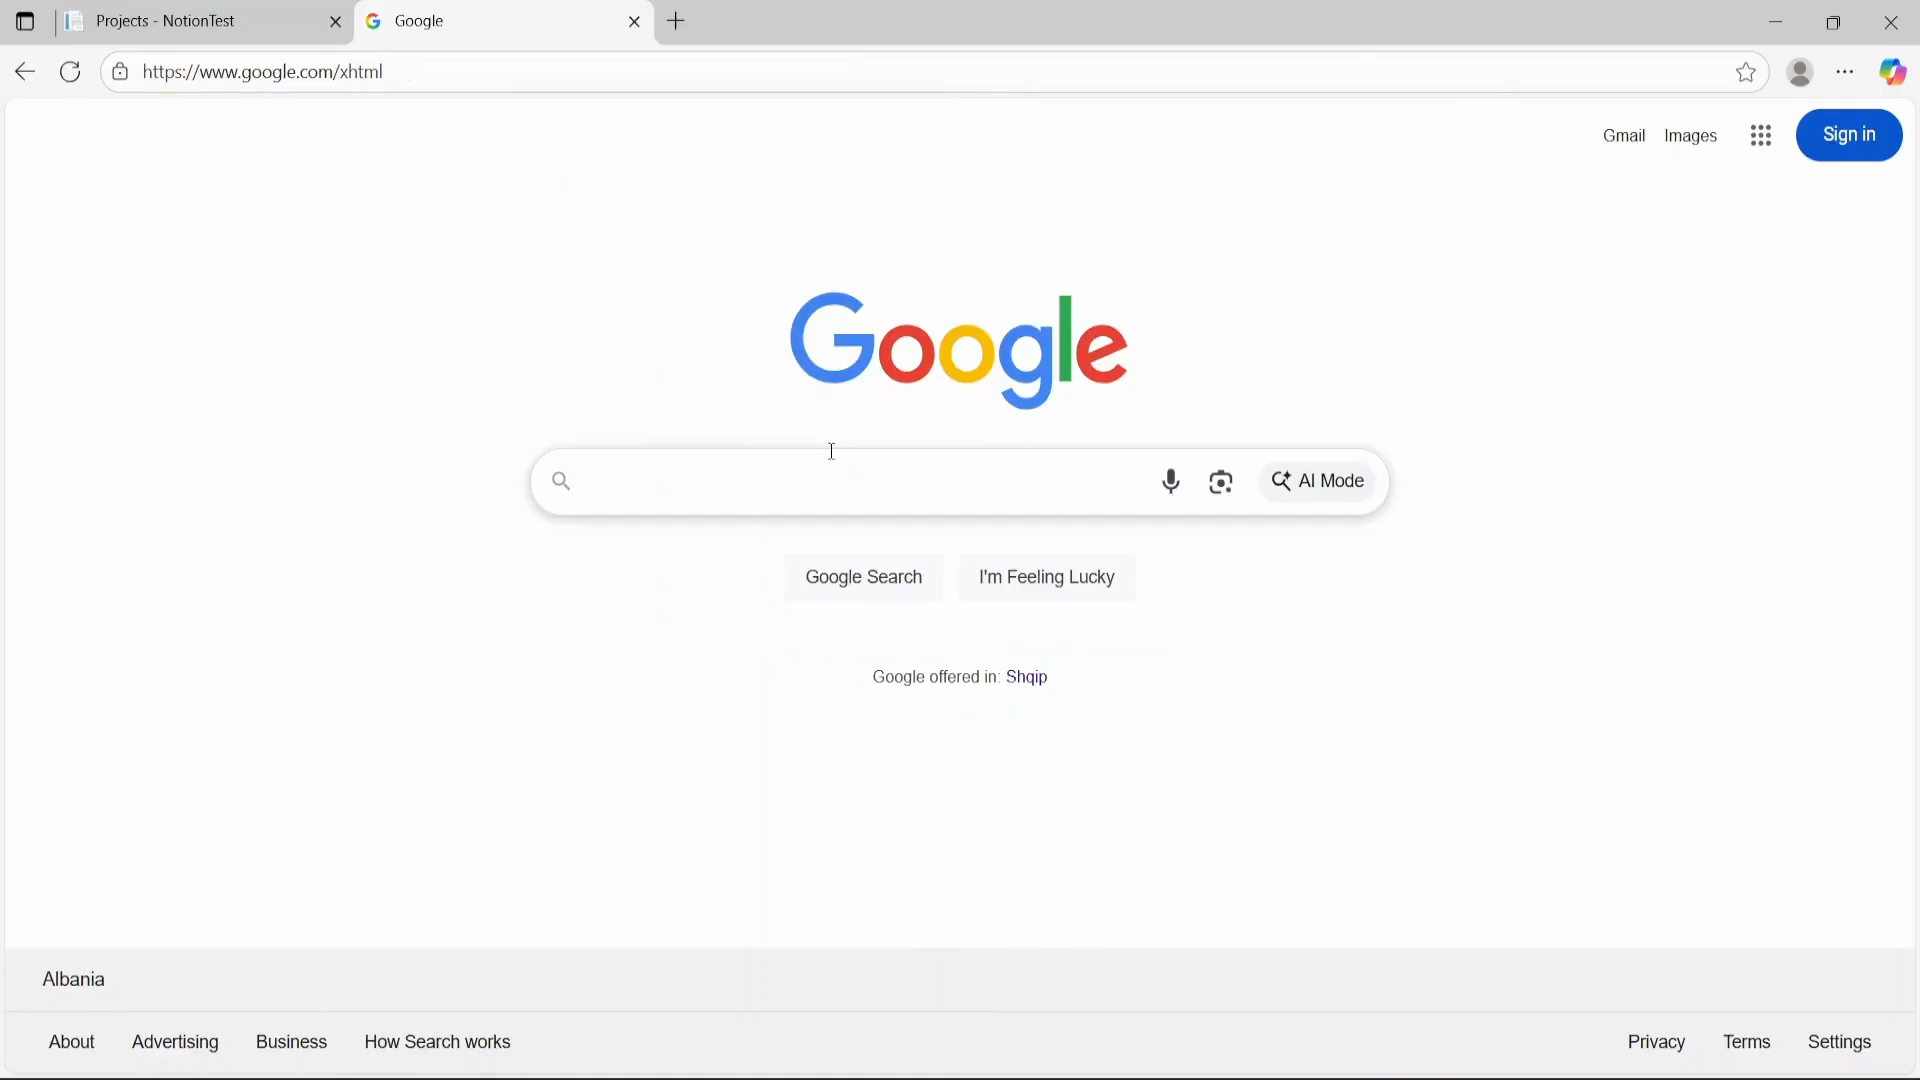 Projects - NotionTest
Google
https://www.google.com/xhtml
Gmail Images Sign in
Google
AI Mode
Google Search I'm Feeling Lucky
Google offered in: Shqip
Albania
About Advertising Business How Search works Privacy Terms Settings